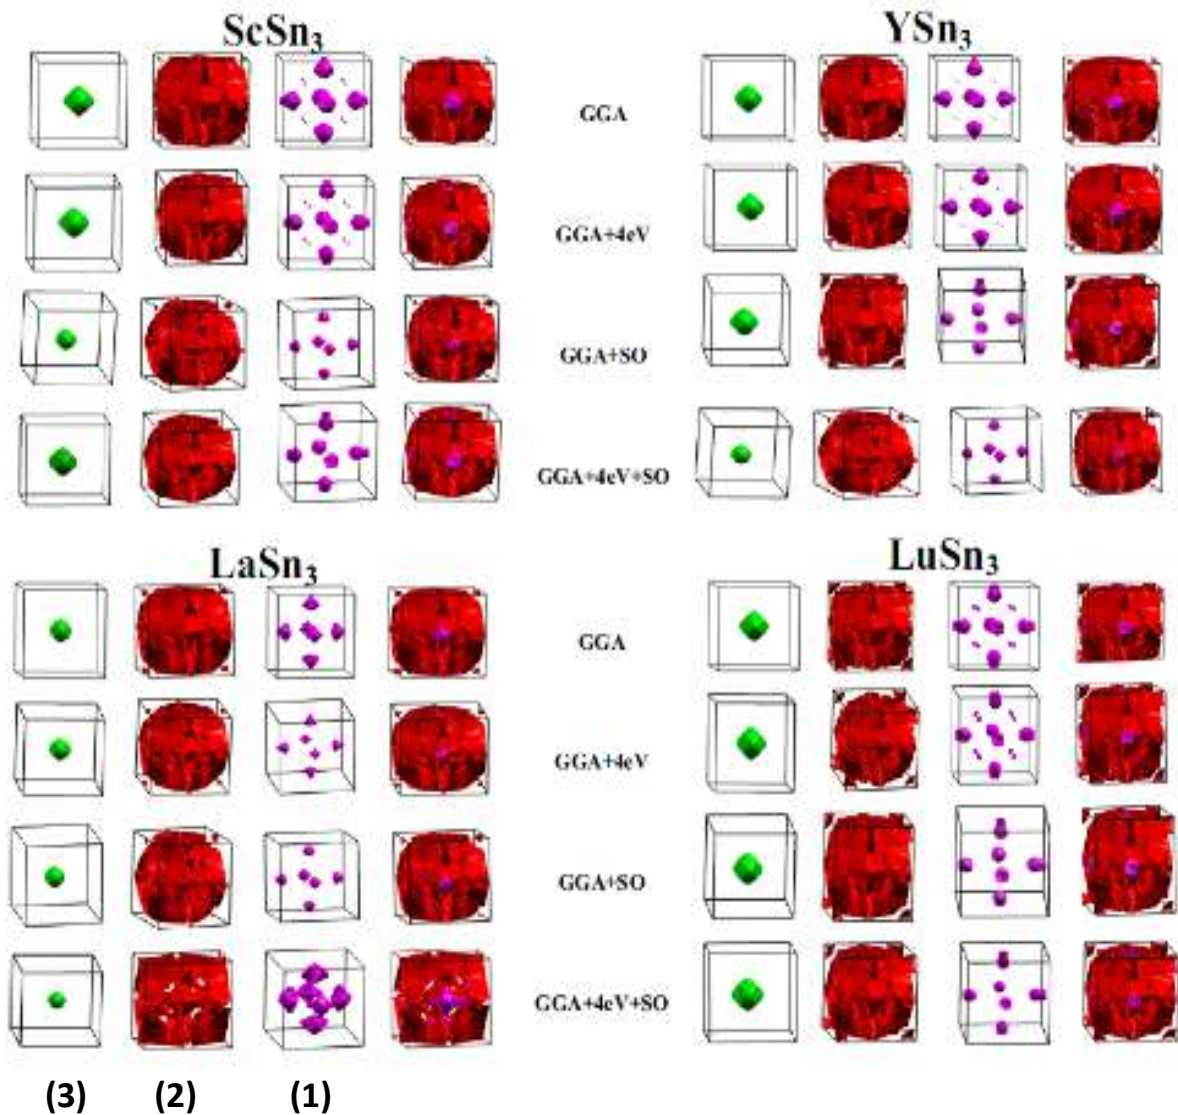 ScSn₃ YSn₃
GGA
GGA+4eV
GGA+SO
GGA+4eV+SO
LaSn₃ LuSn₃
GGA
GGA+4eV
GGA+SO
GGA+4eV+SO
(3) (2) (1)